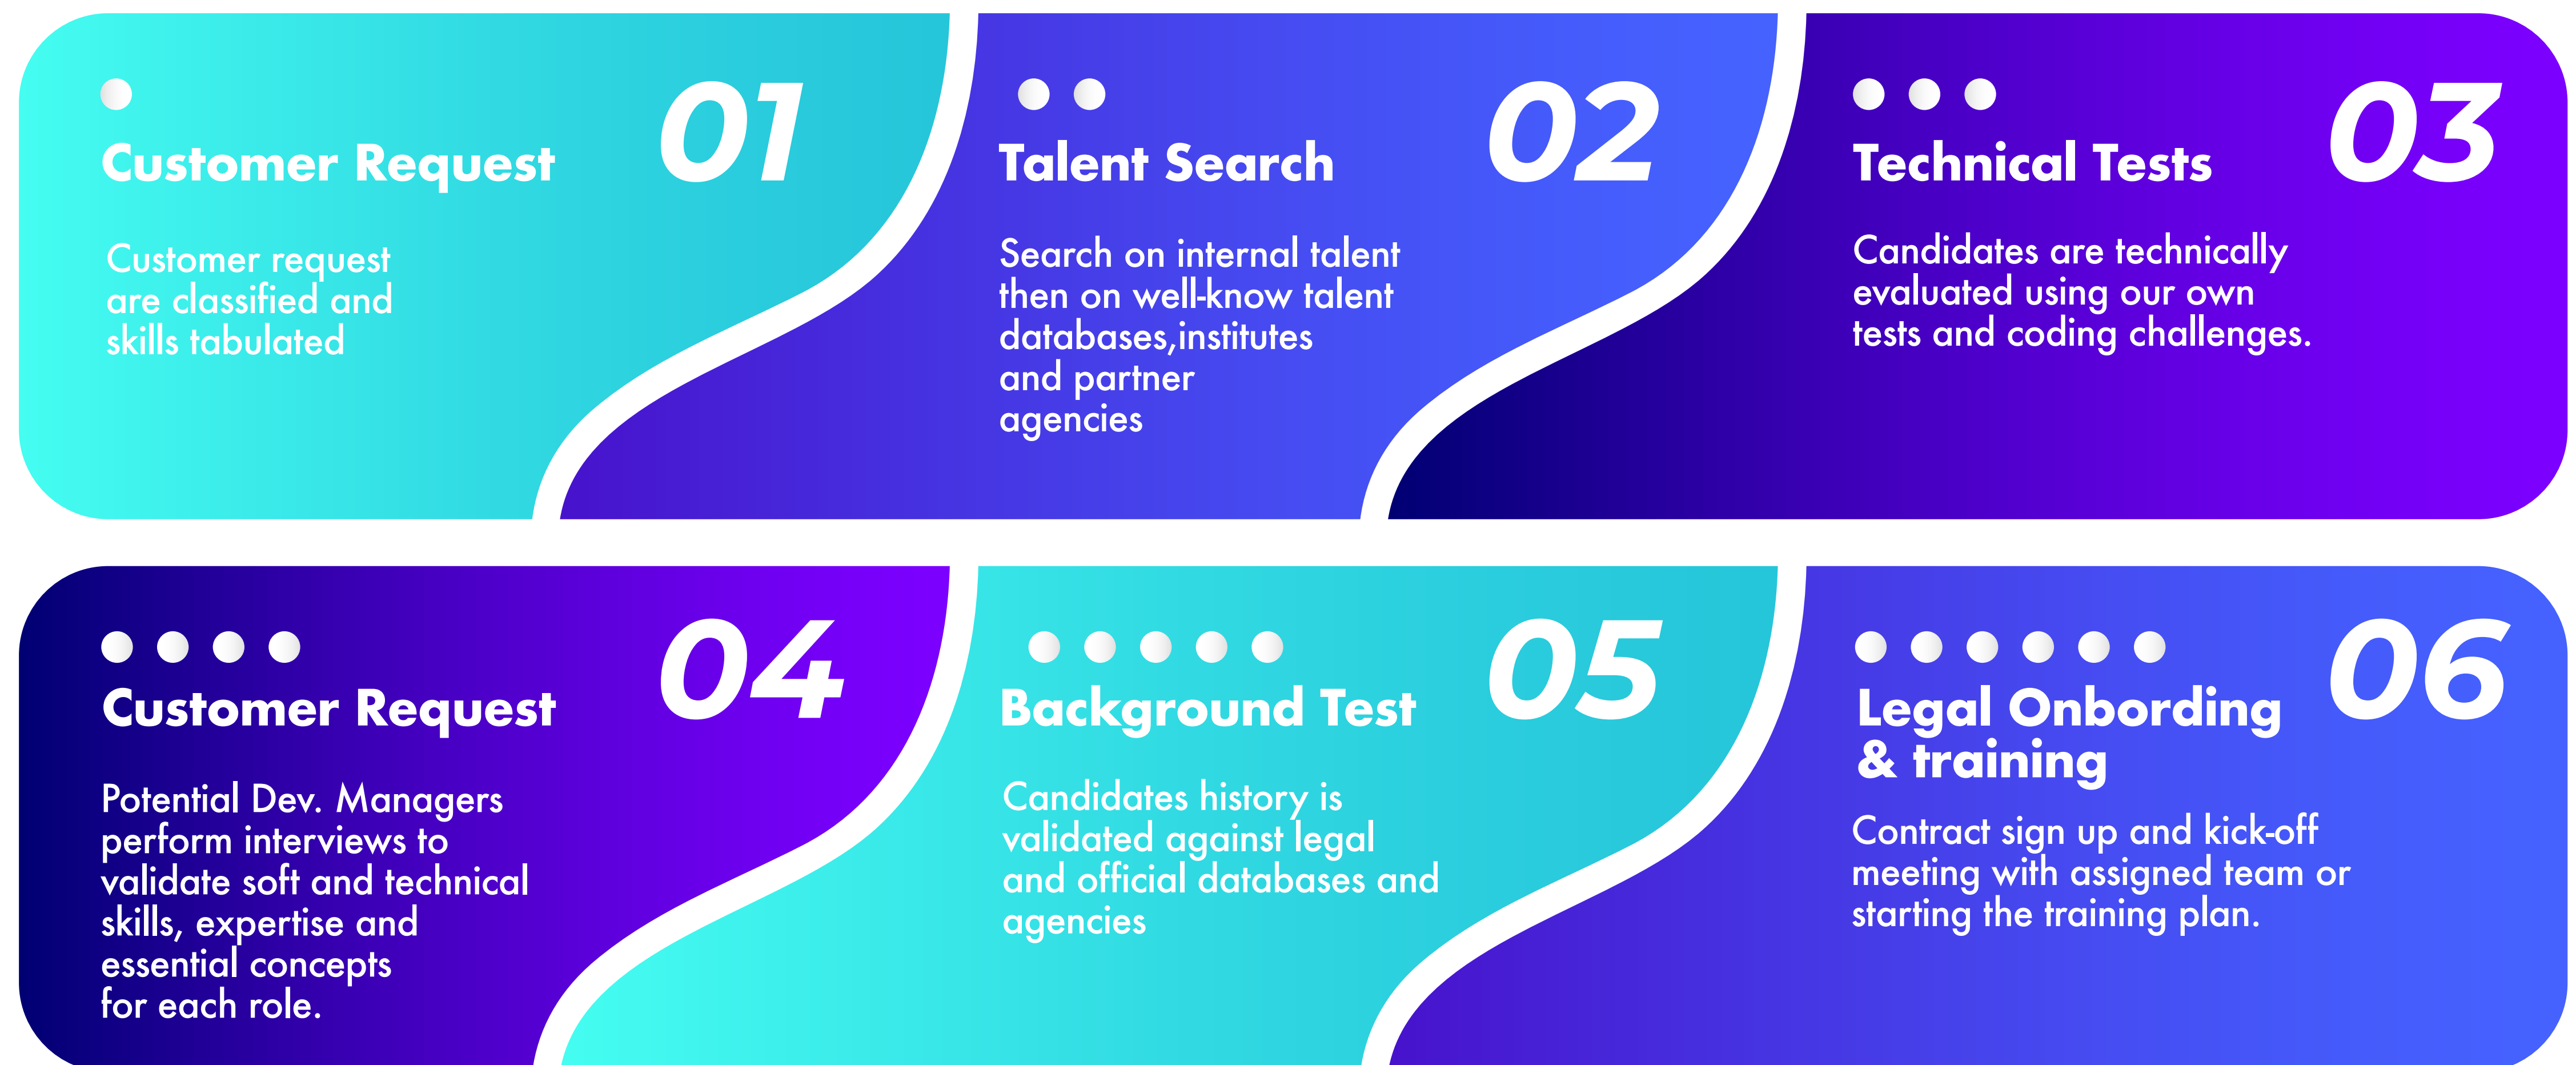 Customer Request
01
Customer request
are classified and
skills tabulated
Talent Search
02
Search on internal talent
then on well-know talent
databases,institutes
and partner
agencies
Technical Tests
03
Candidates are technically
evaluated using our own
tests and coding challenges.
Customer Request
04
Potential Dev. Managers
perform interviews to
validate soft and technical
skills, expertise and
essential concepts
for each role.
Background Test
05
Candidates history is
validated against legal
and official databases and
agencies
Legal Onbording
& training
06
Contract sign up and kick-off
meeting with assigned team or
starting the training plan.